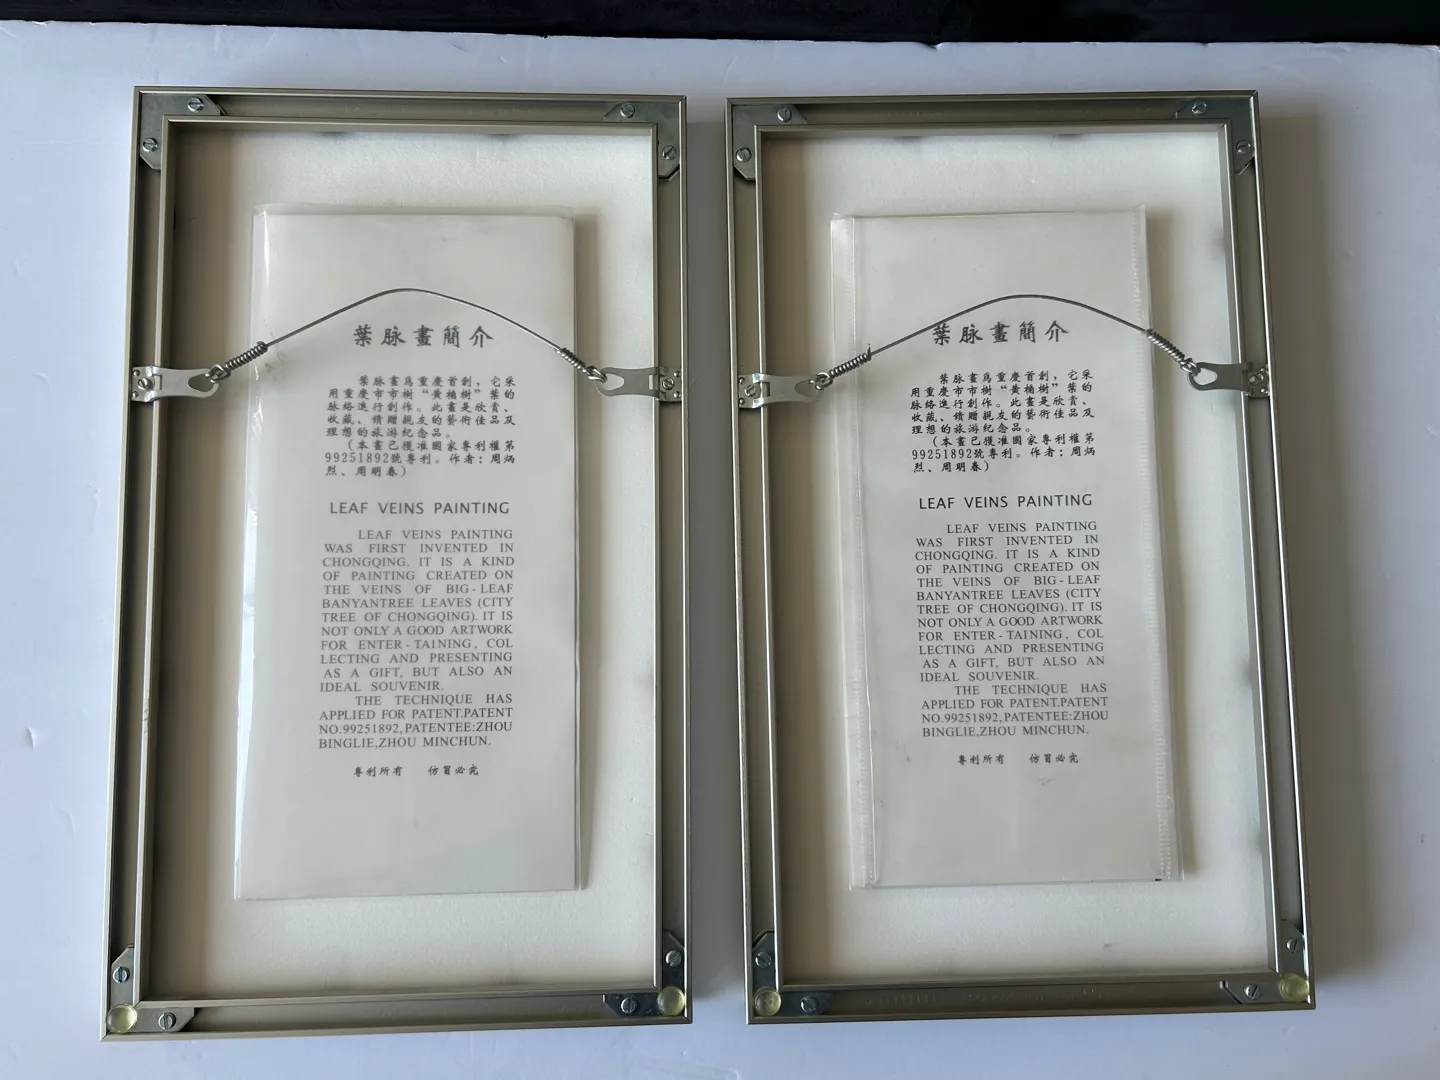 葉脉畫簡介
葉脉畫爲重慶首創，它采
用重慶市市樹“黃桷樹”葉的
脉絡進行創作。此畫是欣賞、
收藏、饋贈親友的藝術佳品及
理想的旅游紀念品。
（本畫已獲准國家專利權第
99251892號專利。作者：周炳
烈、周明春）
LEAF VEINS PAINTING
LEAF VEINS PAINTING
WAS FIRST INVENTED IN
CHONGQING. IT IS A KIND
OF PAINTING CREATED ON
THE VEINS OF BIG-LEAF
BANYANTREE LEAVES (CITY
TREE OF CHONGQING). IT IS
NOT ONLY A GOOD ARTWORK
FOR ENTER-TAINING, COL
LECTING AND PRESENTING
AS A GIFT, BUT ALSO AN
IDEAL SOUVENIR.
THE TECHNIQUE HAS
APPLIED FOR PATENT.PATENT
NO.99251892,PATENTEE:ZHOU
BINGLIE,ZHOU MINCHUN.
專利所有 仿冒必究
葉脉畫簡介
葉脉畫爲重慶首創，它采
用重慶市市樹“黃桷樹”葉的
脉絡進行創作。此畫是欣賞、
收藏、饋贈親友的藝術佳品及
理想的旅游紀念品。
（本畫已獲准國家專利權第
99251892號專利。作者：周炳
烈、周明春）
LEAF VEINS PAINTING
LEAF VEINS PAINTING
WAS FIRST INVENTED IN
CHONGQING. IT IS A KIND
OF PAINTING CREATED ON
THE VEINS OF BIG-LEAF
BANYANTREE LEAVES (CITY
TREE OF CHONGQING). IT IS
NOT ONLY A GOOD ARTWORK
FOR ENTER-TAINING, COL
LECTING AND PRESENTING
AS A GIFT, BUT ALSO AN
IDEAL SOUVENIR.
THE TECHNIQUE HAS
APPLIED FOR PATENT.PATENT
NO.99251892,PATENTEE:ZHOU
BINGLIE,ZHOU MINCHUN.
專利所有 仿冒必究